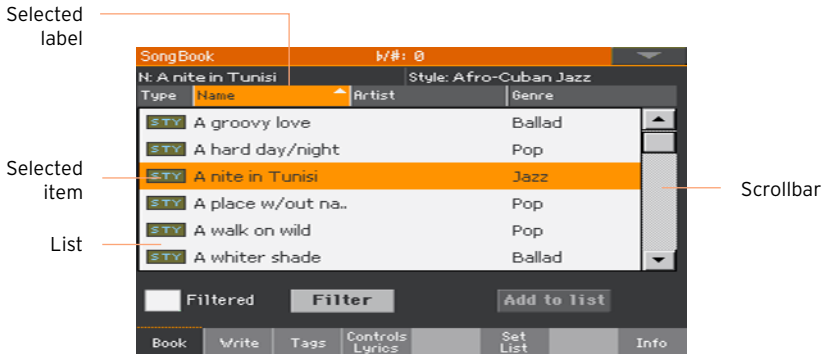 Selected label
SongBook ♭/#: 0
N: A nite in Tunisi Style: Afro-Cuban Jazz
Type Name Artist Genre
STY A groovy love Ballad
STY A hard day/night Pop
Selected item
STY A nite in Tunisi Jazz
Scrollbar
STY A place w/out na.. Pop
List
STY A walk on wild Pop
STY A whiter shade Ballad
Filtered Filter Add to list
Book Write Tags Controls Lyrics Set List Info